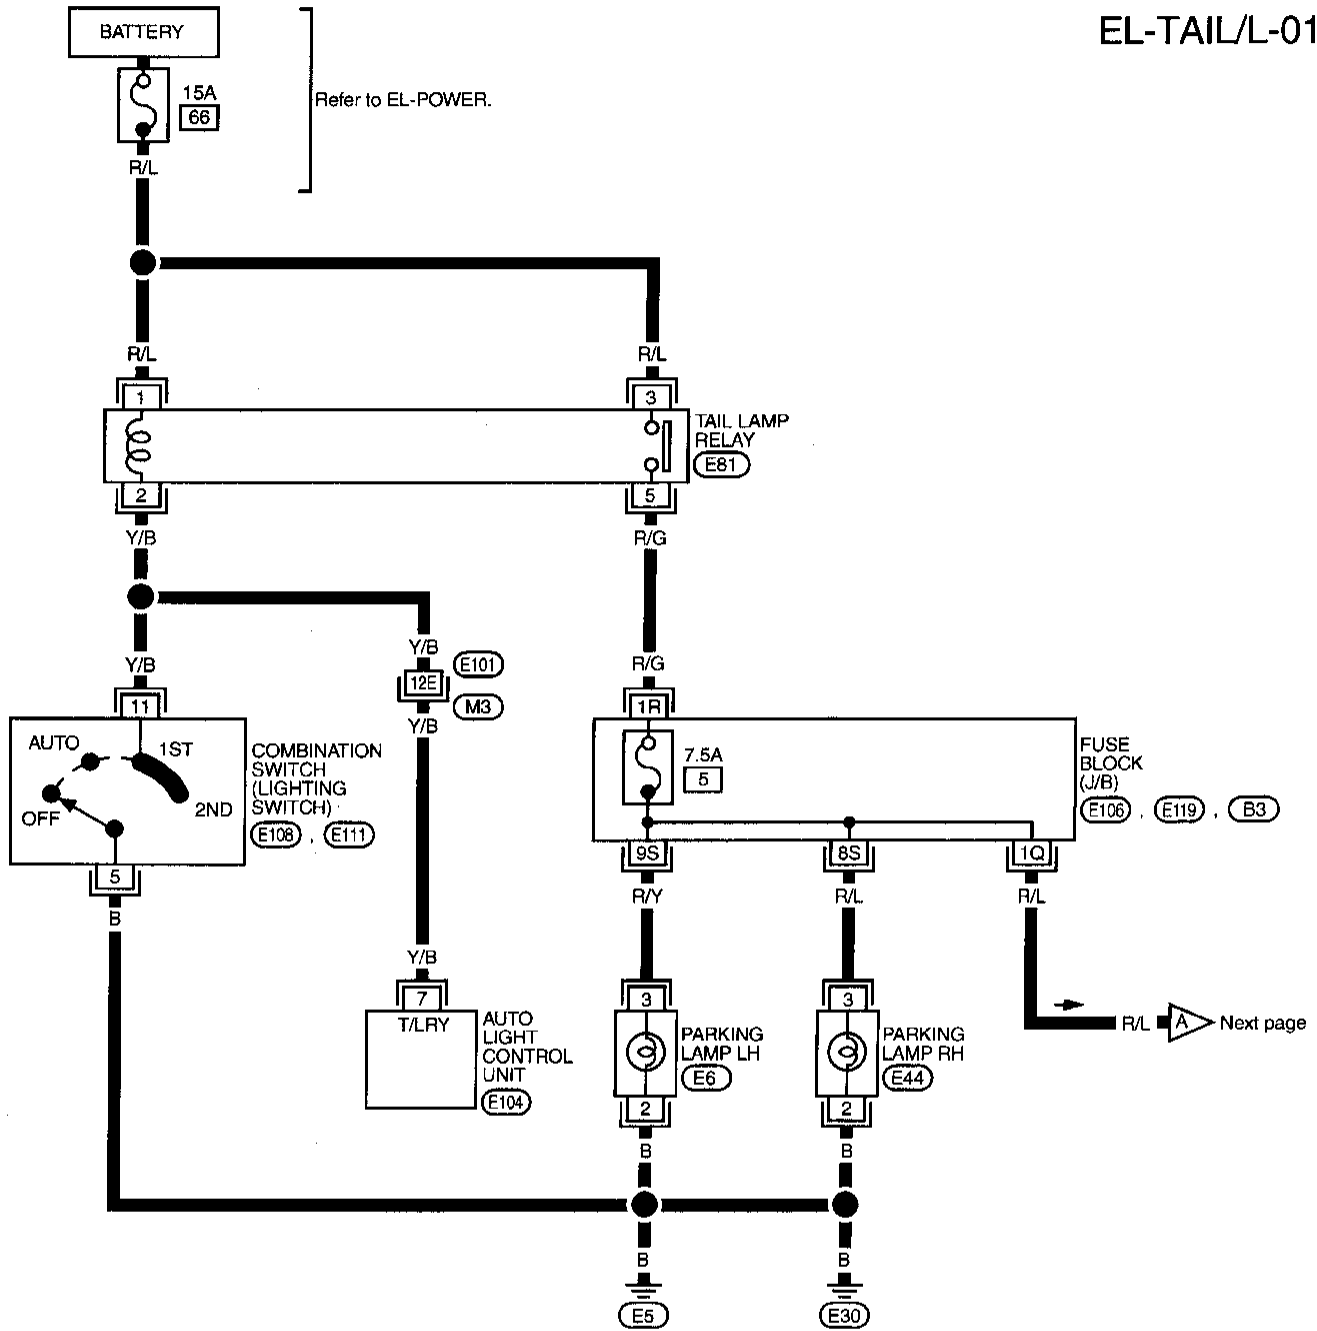 EL-TAIL/L-01
BATTERY
15A
66
Refer to EL-POWER.
R/L
R/L
R/L
1
3
TAIL LAMP
RELAY
E81
2
5
Y/B
R/G
Y/B
E101
12E
M3
Y/B
Y/B
R/G
11
1R
AUTO
1ST
OFF
2ND
COMBINATION
SWITCH
(LIGHTING
SWITCH)
E108 , E111
7.5A
5
FUSE
BLOCK
(J/B)
E106 , E119 , B3
5
9S
8S
1Q
B
R/Y
R/L
R/L
Y/B
7
T/LRY
AUTO
LIGHT
CONTROL
UNIT
E104
3
PARKING
LAMP LH
E6
3
PARKING
LAMP RH
E44
R/L
A
Next page
2
2
B
B
B
B
E5
E30